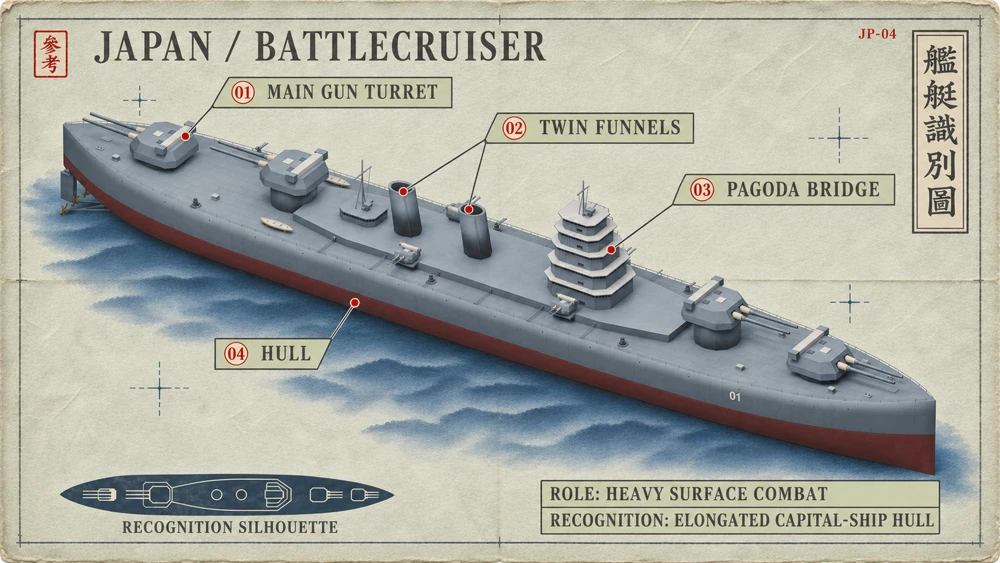 參考
JAPAN / BATTLECRUISER
JP-04
艦艇識別圖
01 MAIN GUN TURRET
02 TWIN FUNNELS
03 PAGODA BRIDGE
04 HULL
01
RECOGNITION SILHOUETTE
ROLE: HEAVY SURFACE COMBAT
RECOGNITION: ELONGATED CAPITAL-SHIP HULL